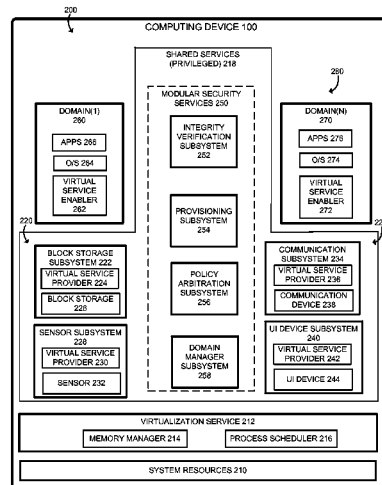 200
COMPUTING DEVICE 100
SHARED SERVICES
(PRIVILEGED) 218
280
MODULAR SECURITY
SERVICES 250
DOMAIN(1)
260
APPS 266
O/S 264
VIRTUAL
SERVICE
ENABLER
262
INTEGRITY
VERIFICATION
SUBSYSTEM
252
DOMAIN(N)
270
APPS 276
O/S 274
VIRTUAL
SERVICE
ENABLER
272
PROVISIONING
SUBSYSTEM
254
220
BLOCK STORAGE
SUBSYSTEM 222
VIRTUAL SERVICE
PROVIDER 224
BLOCK STORAGE
226
COMMUNICATION
SUBSYSTEM 234
VIRTUAL SERVICE
PROVIDER 236
COMMUNICATION
DEVICE 238
POLICY
ARBITRATION
SUBSYSTEM
256
SENSOR SUBSYSTEM
228
VIRTUAL SERVICE
PROVIDER 230
SENSOR 232
UI DEVICE SUBSYSTEM
240
VIRTUAL SERVICE
PROVIDER 242
UI DEVICE 244
DOMAIN
MANAGER
SUBSYSTEM
258
VIRTUALIZATION SERVICE 212
MEMORY MANAGER 214
PROCESS SCHEDULER 216
SYSTEM RESOURCES 210